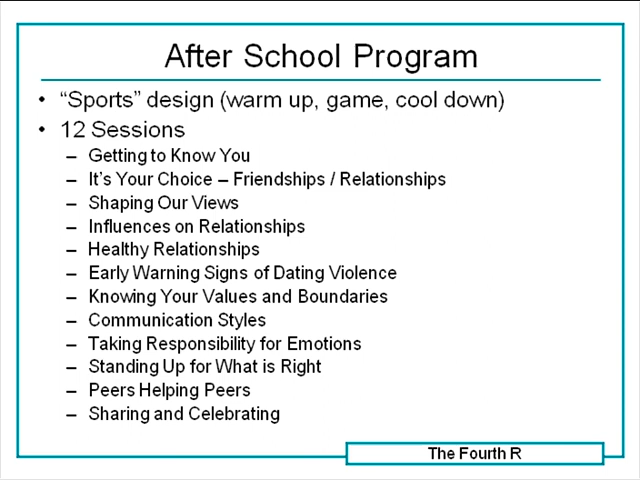 After School Program
• “Sports” design (warm up, game, cool down)
• 12 Sessions
– Getting to Know You
– It’s Your Choice – Friendships / Relationships
– Shaping Our Views
– Influences on Relationships
– Healthy Relationships
– Early Warning Signs of Dating Violence
– Knowing Your Values and Boundaries
– Communication Styles
– Taking Responsibility for Emotions
– Standing Up for What is Right
– Peers Helping Peers
– Sharing and Celebrating
The Fourth R